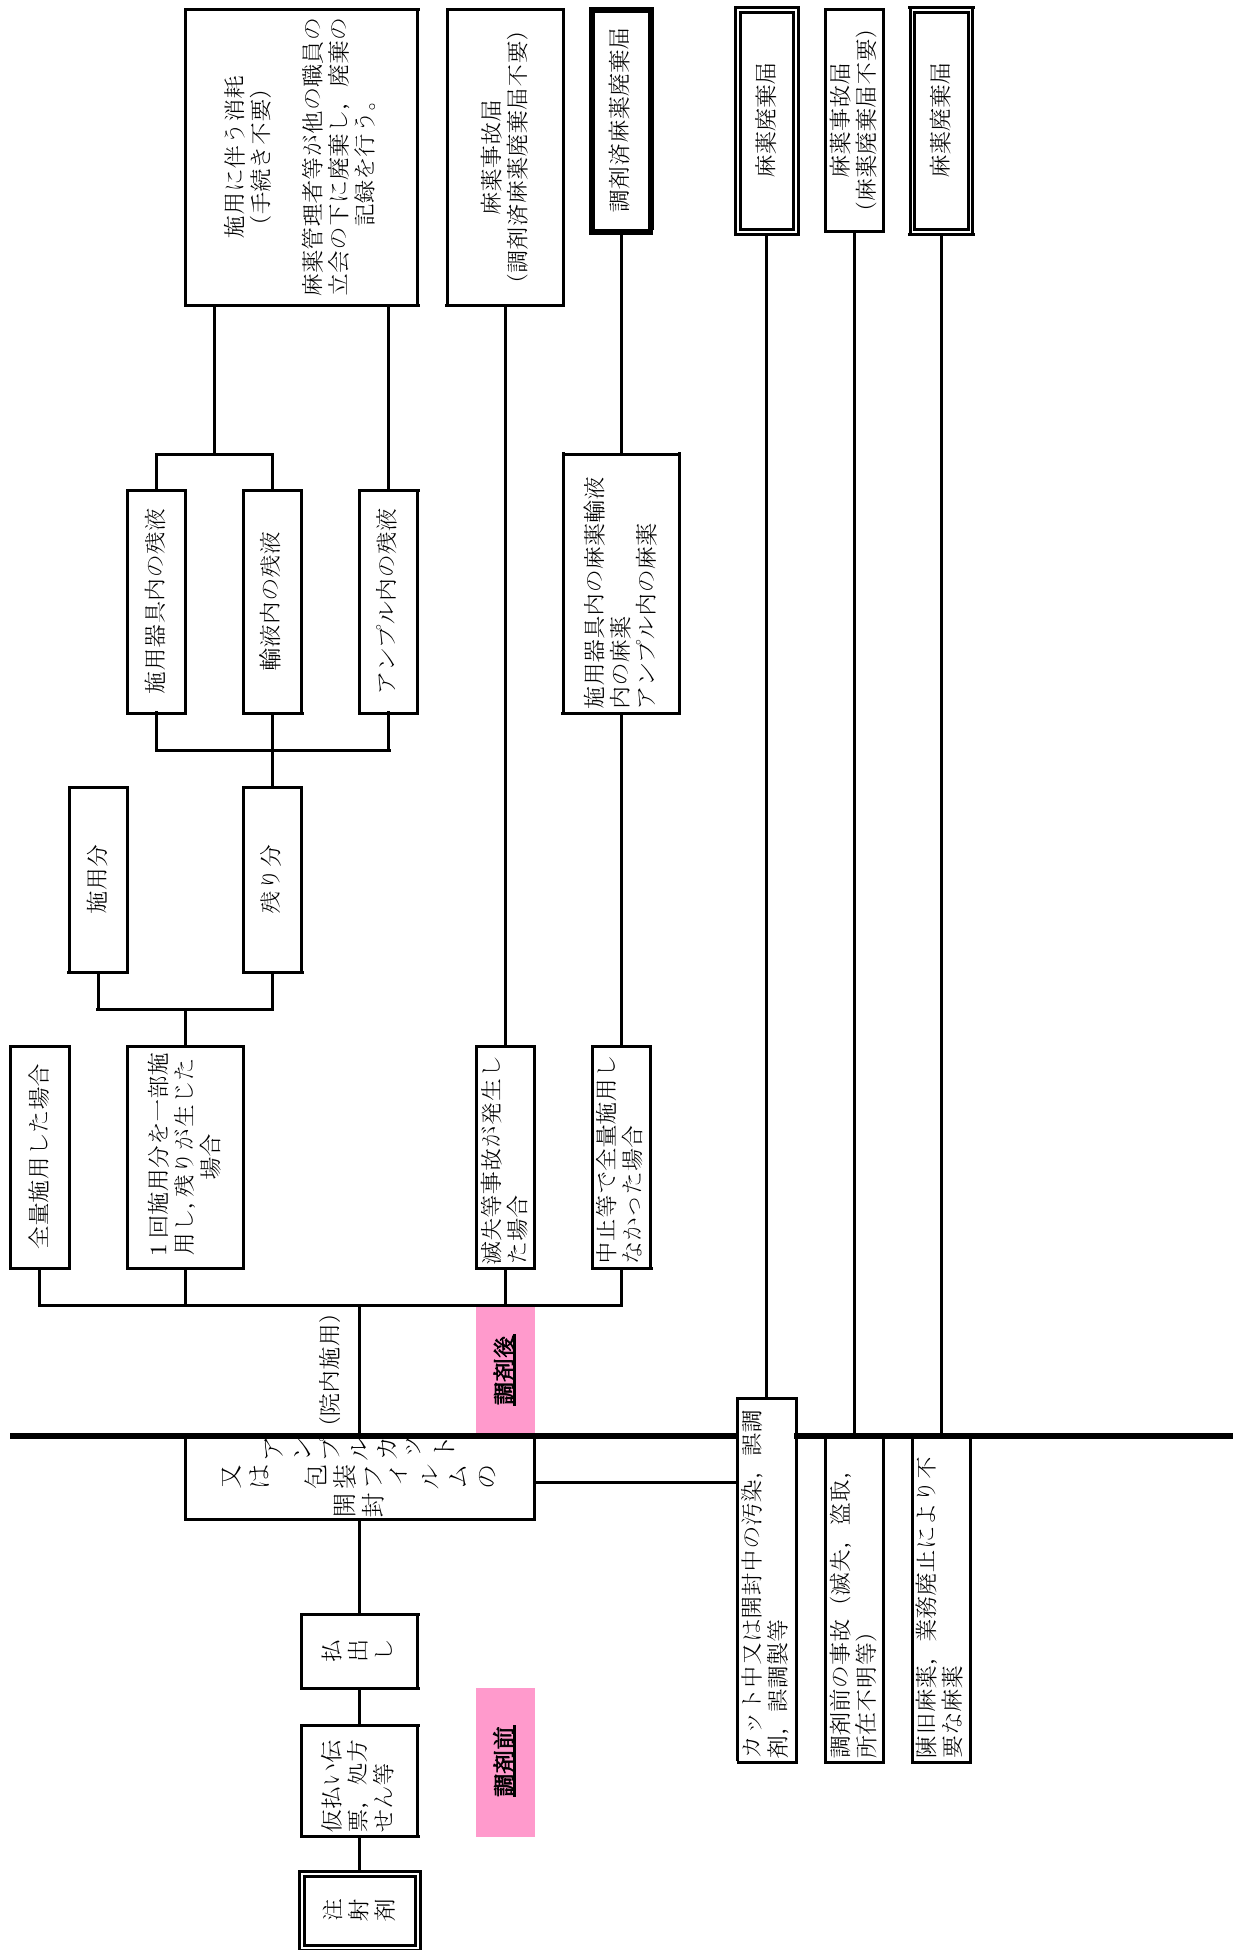 注
射
剤
仮払い伝
票，処方
せん等
払
出
し
アンプルカット
又は
包装フィルムの
開封
(院内施用)
調剤前
調剤後
全量施用した場合
１回施用分を一部施
用し,残りが生じた
場合
施用分
残り分
施用器具内の残液
輸液内の残液
アンプル内の残液
施用に伴う消耗
(手続き不要)
麻薬管理者等が他の職員の
立会の下に廃棄し，廃棄の
記録を行う。
滅失等事故が発生し
た場合
麻薬事故届
(調剤済麻薬廃棄届不要)
中止等で全量施用し
なかった場合
施用器具内の麻薬輸液
内の麻薬
アンプル内の麻薬
調剤済麻薬廃棄届
カット中又は開封中の汚染，誤調
剤，誤調製等
麻薬廃棄届
調剤前の事故（滅失，盗取，
所在不明等）
麻薬事故届
(麻薬廃棄届不要)
陳旧麻薬，業務廃止により不
要な麻薬
麻薬廃棄届